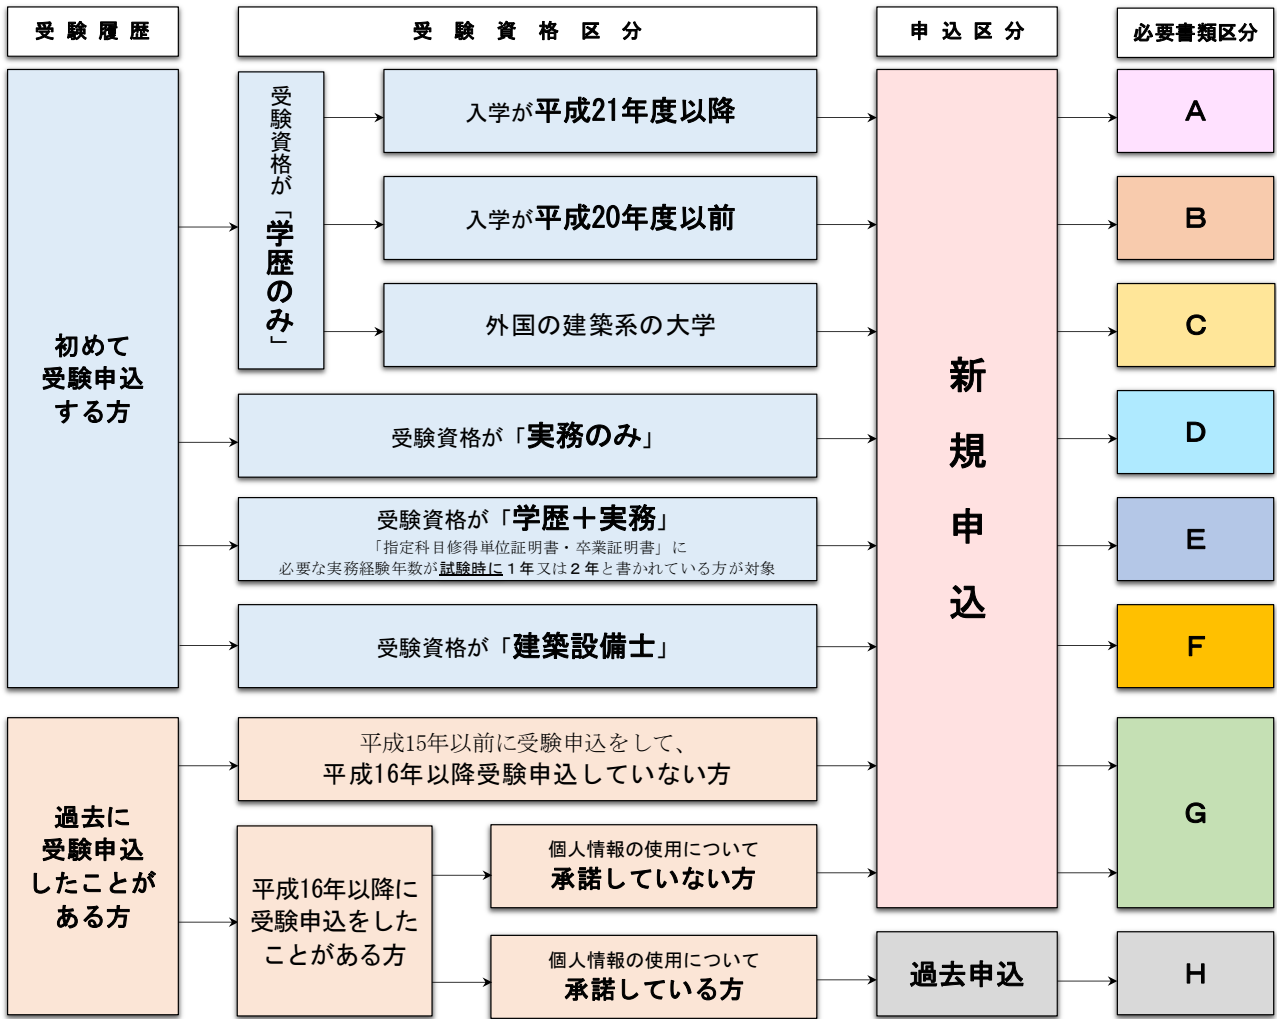 受験履歴
受験資格区分
申込区分
必要書類区分
初めて
受験申込
する方
受験資格が「学歴のみ」
入学が平成21年度以降
入学が平成20年度以前
外国の建築系の大学
受験資格が「実務のみ」
受験資格が「学歴＋実務」
「指定科目修得単位証明書・卒業証明書」に
必要な実務経験年数が試験時に１年又は２年と書かれている方が対象
受験資格が「建築設備士」
新規申込
A
B
C
D
E
F
過去に
受験申込
したことが
ある方
平成15年以前に受験申込をして、
平成16年以降受験申込していない方
平成16年以降に
受験申込をした
ことがある方
個人情報の使用について
承諾していない方
個人情報の使用について
承諾している方
過去申込
G
H